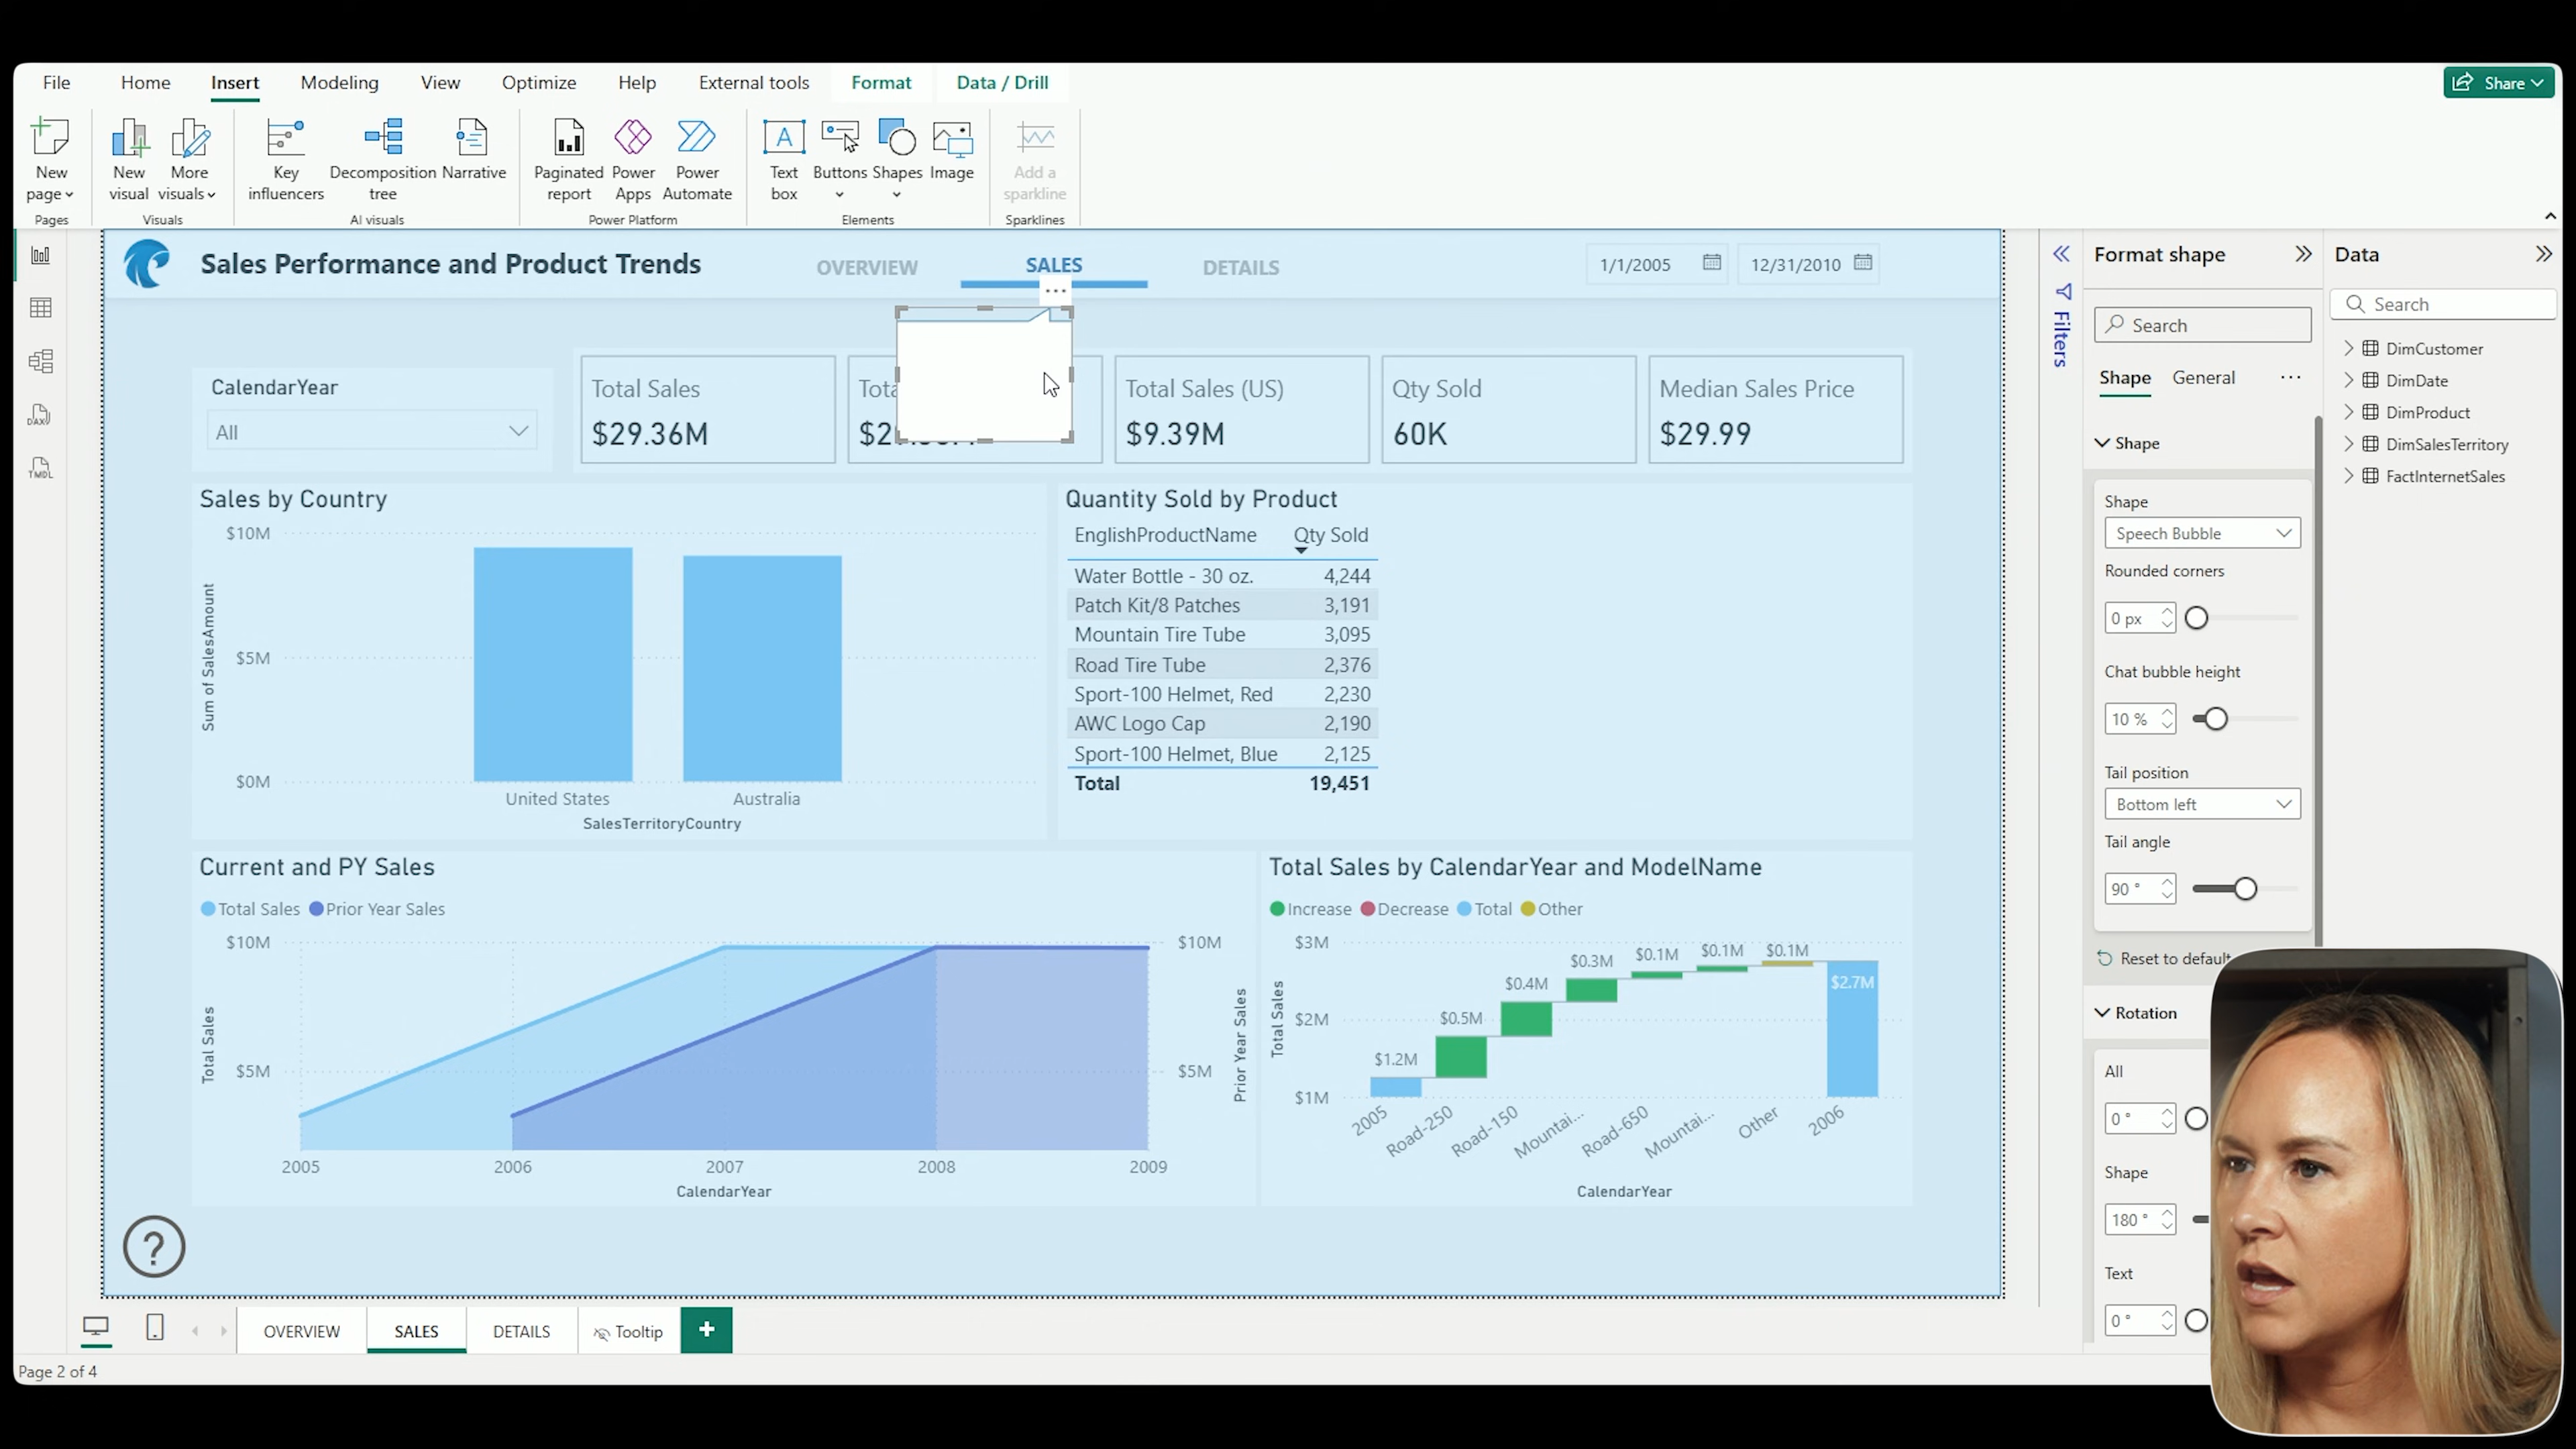 File Home Insert Modeling View Optimize Help External tools Format Data / Drill Share
New page
New visual
More visuals
Key influencers
Decomposition tree
Narrative
Paginated report
Power Apps
Power Automate
Text box
Buttons
Shapes
Image
Add a sparkline
Pages Visuals AI visuals Power Platform Elements Sparklines
DAX
TMDL
Sales Performance and Product Trends
OVERVIEW SALES DETAILS
1/1/2005 12/31/2010
CalendarYear
All
Total Sales
$29.36M
Total Sales (US)
$9.39M
Qty Sold
60K
Median Sales Price
$29.99
Sales by Country
$10M
$5M
$0M
Sum of SalesAmount
United States Australia
SalesTerritoryCountry
Quantity Sold by Product
EnglishProductName Qty Sold
Water Bottle - 30 oz. 4,244
Patch Kit/8 Patches 3,191
Mountain Tire Tube 3,095
Road Tire Tube 2,376
Sport-100 Helmet, Red 2,230
AWC Logo Cap 2,190
Sport-100 Helmet, Blue 2,125
Total 19,451
Current and PY Sales
Total Sales Prior Year Sales
$10M
$5M
Total Sales
$10M
$5M
Prior Year Sales
2005 2006 2007 2008 2009
CalendarYear
Total Sales by CalendarYear and ModelName
Increase Decrease Total Other
$3M
$2M
$1M
Total Sales
$1.2M $0.5M $0.4M $0.3M $0.1M $0.1M $0.1M $2.7M
2005 Road-250 Road-150 Mountai... Road-650 Mountai... Other 2006
CalendarYear
?
OVERVIEW SALES DETAILS Tooltip +
Page 2 of 4
Filters
Format shape
Search
Shape General
Shape
Shape
Speech Bubble
Rounded corners
0 px
Chat bubble height
10 %
Tail position
Bottom left
Tail angle
90 °
Reset to default
Rotation
All
0 °
Shape
180 °
Text
0 °
Data
Search
DimCustomer
DimDate
DimProduct
DimSalesTerritory
FactInternetSales